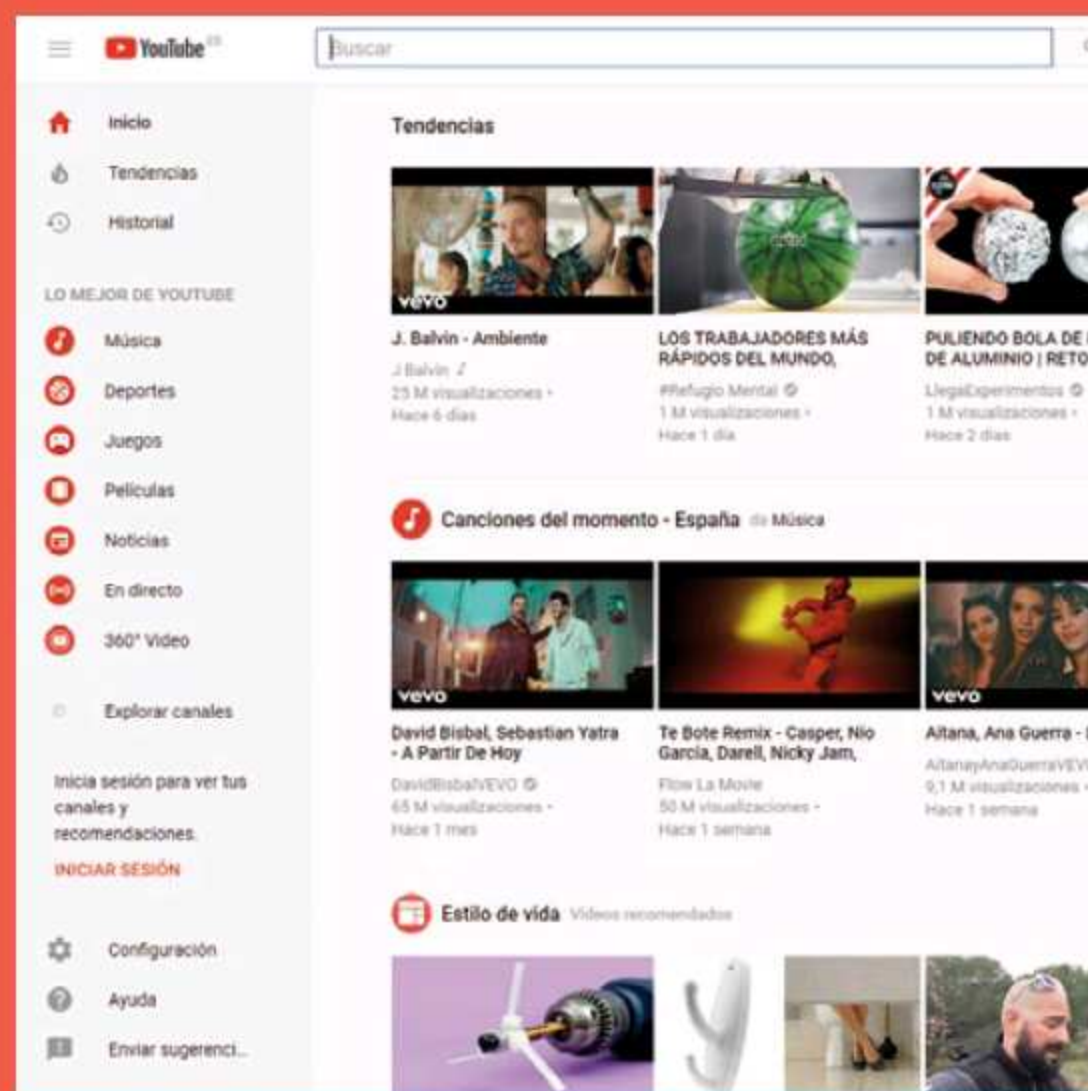 YouTube ES
Buscar
Inicio
Tendencias
Historial
LO MEJOR DE YOUTUBE
Música
Deportes
Juegos
Películas
Noticias
En directo
360° Video
Explorar canales
Inicia sesión para ver tus
canales y
recomendaciones.
INICIAR SESIÓN
Configuración
Ayuda
Enviar sugerenci...
Tendencias
vevo
J. Balvin - Ambiente
J Balvin
25 M visualizaciones •
Hace 6 días
LOS TRABAJADORES MÁS
RÁPIDOS DEL MUNDO,
#Refugio Mental
1 M visualizaciones •
Hace 1 día
PULIENDO BOLA DE
DE ALUMINIO | RETO
LlegaExperimentos
1 M visualizaciones •
Hace 2 días
Canciones del momento - España de Música
vevo
David Bisbal, Sebastian Yatra
- A Partir De Hoy
DavidBisbalVEVO
65 M visualizaciones •
Hace 1 mes
Te Bote Remix - Casper, Nio
Garcia, Darell, Nicky Jam,
Flow La Movie
50 M visualizaciones •
Hace 1 semana
vevo
Aitana, Ana Guerra -
AitanayAnaGuerraVEV
9,1 M visualizaciones •
Hace 1 semana
Estilo de vida Videos recomendados